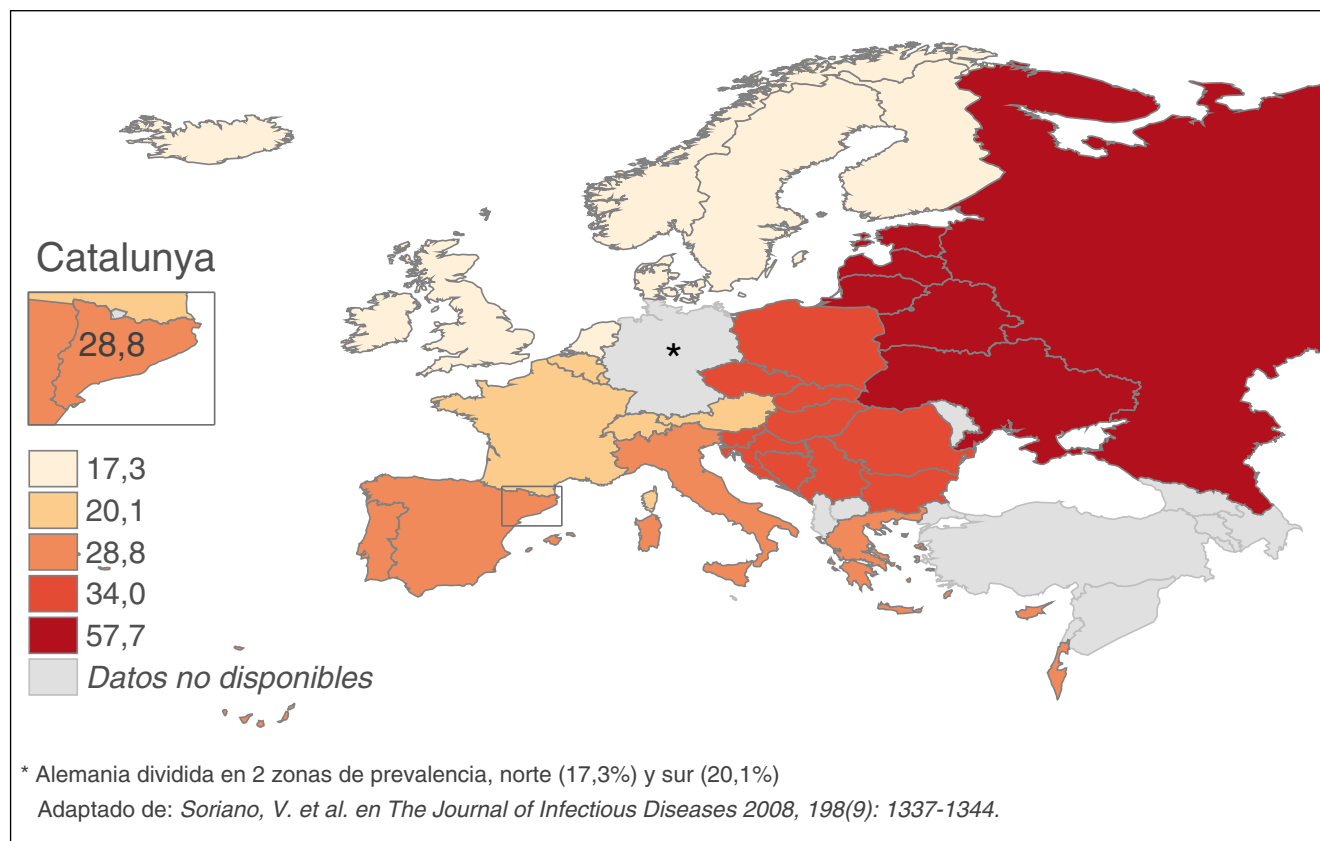 Catalunya
28,8
17,3
20,1
28,8
34,0
57,7
Datos no disponibles
*
* Alemania dividida en 2 zonas de prevalencia, norte (17,3%) y sur (20,1%)
Adaptado de: Soriano, V. et al. en The Journal of Infectious Diseases 2008, 198(9): 1337-1344.